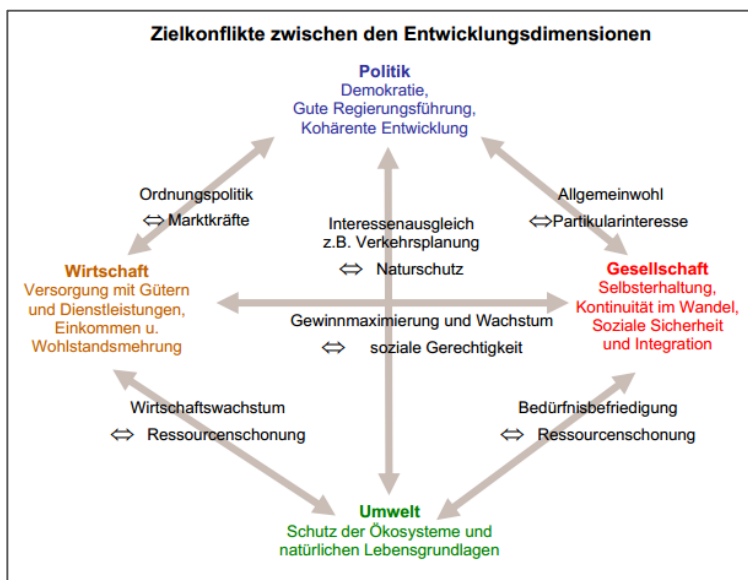 Zielkonflikte zwischen den Entwicklungsdimensionen
Politik
Demokratie,
Gute Regierungsführung,
Kohärente Entwicklung
Ordnungspolitik
⇔ Marktkräfte
Interessenausgleich
z.B. Verkehrsplanung
⇔ Naturschutz
Allgemeinwohl
⇔Partikularinteresse
Wirtschaft
Versorgung mit Gütern
und Dienstleistungen,
Einkommen u.
Wohlstandsmehrung
Gesellschaft
Selbsterhaltung,
Kontinuität im Wandel,
Soziale Sicherheit
und Integration
Gewinnmaximierung und Wachstum
⇔ soziale Gerechtigkeit
Wirtschaftswachstum
⇔ Ressourcenschonung
Bedürfnisbefriedigung
⇔ Ressourcenschonung
Umwelt
Schutz der Ökosysteme und
natürlichen Lebensgrundlagen